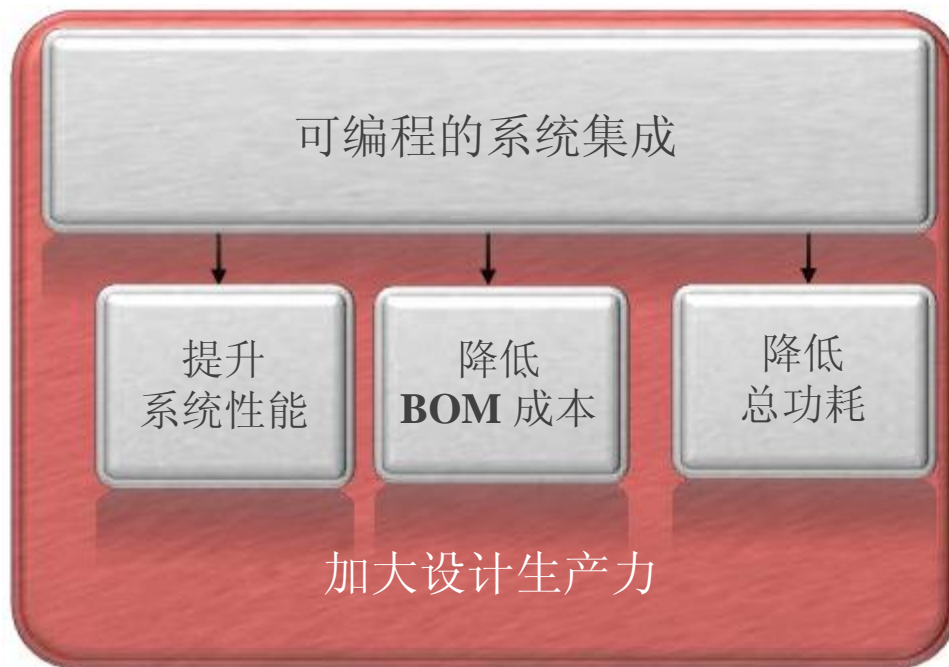 可编程的系统集成
提升
系统性能
降低
BOM 成本
降低
总功耗
加大设计生产力